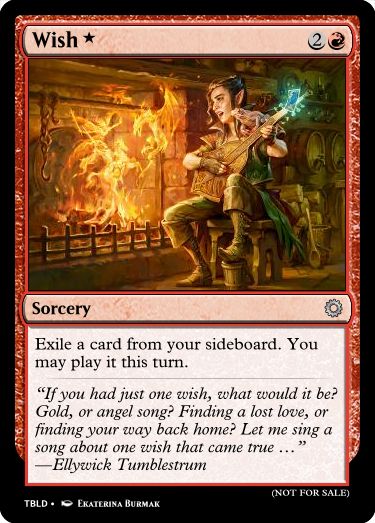 Wish ★ 2
Sorcery
Exile a card from your sideboard. You
may play it this turn.
“If you had just one wish, what would it be?
Gold, or angel song? Finding a lost love, or
finding your way back home? Let me sing a
song about one wish that came true …”
—Ellywick Tumblestrum
(NOT FOR SALE)
TBLD • Ekaterina Burmak